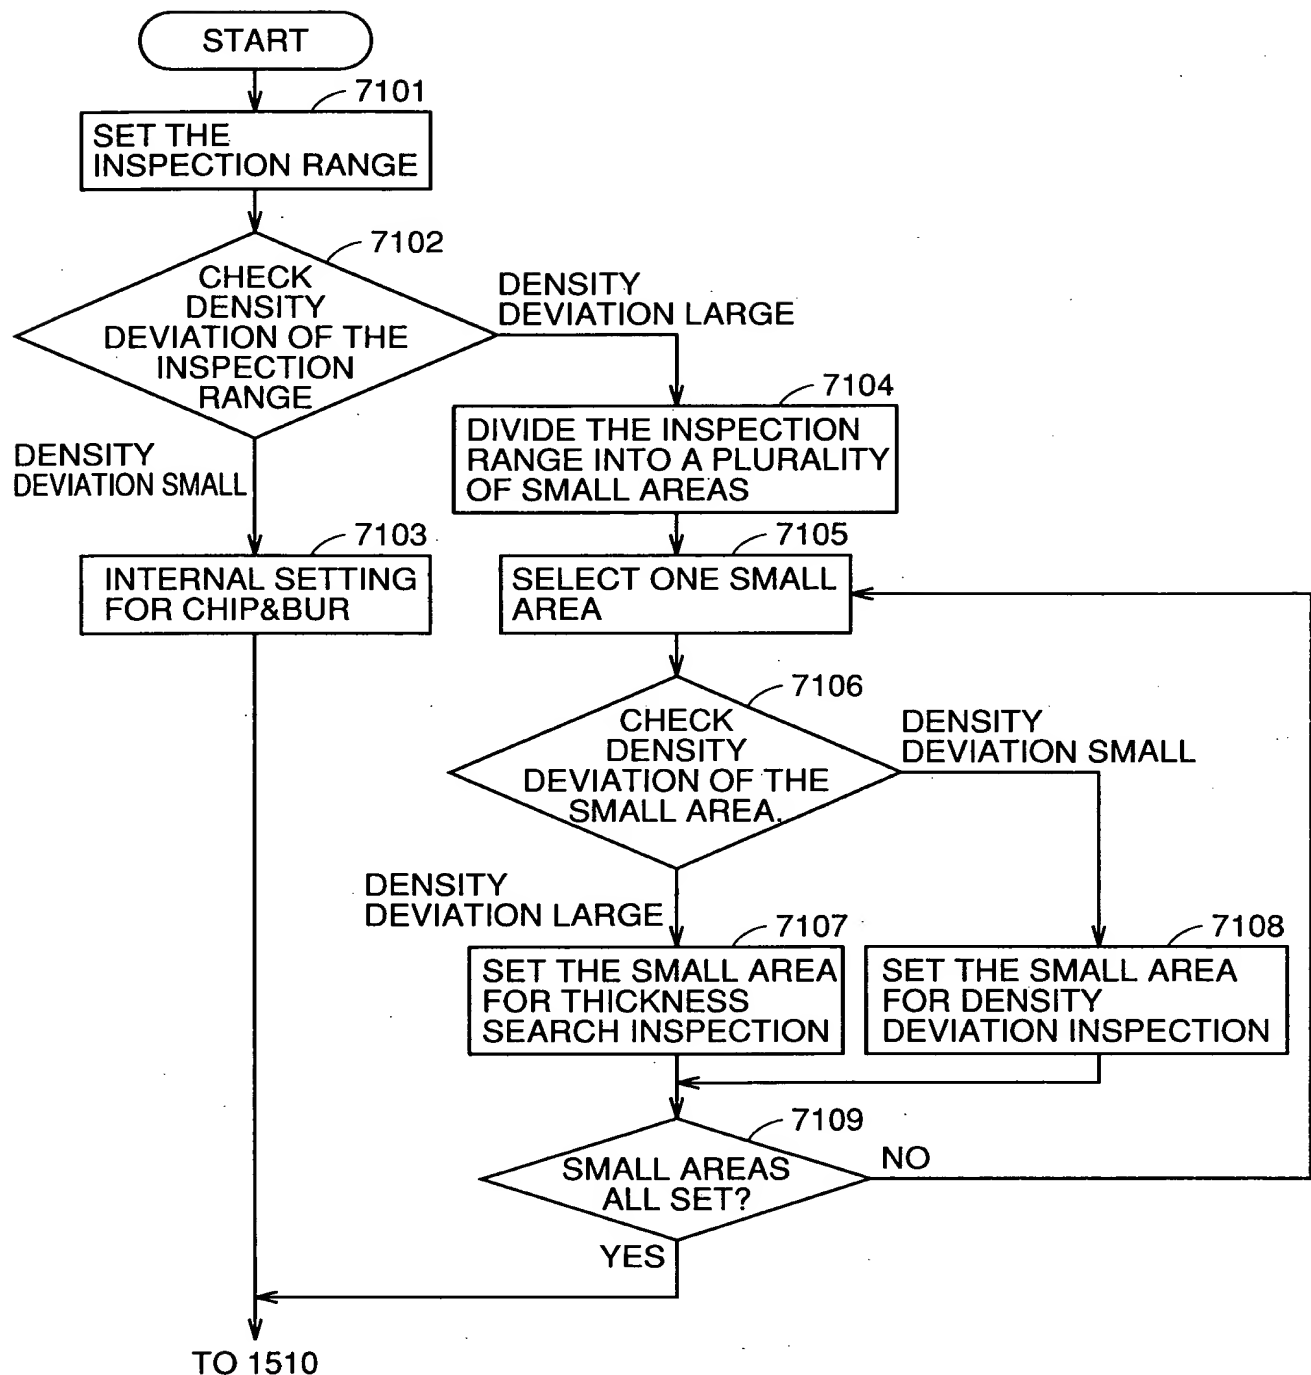 START
7101
SET THE
INSPECTION RANGE
7102
CHECK
DENSITY
DEVIATION OF THE
INSPECTION
RANGE
DENSITY
DEVIATION LARGE
DENSITY
DEVIATION SMALL
7103
INTERNAL SETTING
FOR CHIP&BUR
7104
DIVIDE THE INSPECTION
RANGE INTO A PLURALITY
OF SMALL AREAS
7105
SELECT ONE SMALL
AREA
7106
CHECK
DENSITY
DEVIATION OF THE
SMALL AREA.
DENSITY
DEVIATION SMALL
DENSITY
DEVIATION LARGE
7107
SET THE SMALL AREA
FOR THICKNESS
SEARCH INSPECTION
7108
SET THE SMALL AREA
FOR DENSITY
DEVIATION INSPECTION
7109
SMALL AREAS
ALL SET?
NO
YES
TO 1510